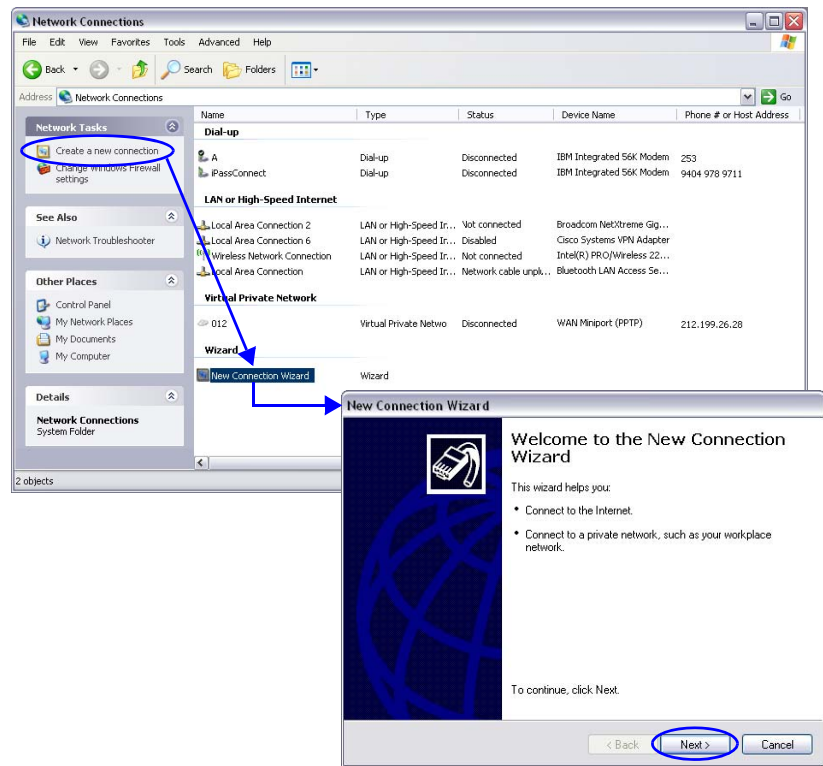 Network Connections
File Edit View Favorites Tools Advanced Help
Back Search Folders
Address Network Connections Go
Network Tasks
Create a new connection
Change Windows Firewall
settings
See Also
Network Troubleshooter
Other Places
Control Panel
My Network Places
My Documents
My Computer
Details
Network Connections
System Folder
Name Type Status Device Name Phone # or Host Address
Dial-up
A Dial-up Disconnected IBM Integrated 56K Modem 253
iPassConnect Dial-up Disconnected IBM Integrated 56K Modem 9404 978 9711
LAN or High-Speed Internet
Local Area Connection 2 LAN or High-Speed Ir... Not connected Broadcom NetXtreme Gig...
Local Area Connection 6 LAN or High-Speed Ir... Disabled Cisco Systems VPN Adapter
Wireless Network Connection LAN or High-Speed Ir... Not connected Intel(R) PRO/Wireless 22...
Local Area Connection LAN or High-Speed Ir... Network cable unpl... Bluetooth LAN Access Se...
Virtual Private Network
012 Virtual Private Netwo Disconnected WAN Miniport (PPTP) 212.199.26.28
Wizard
New Connection Wizard Wizard
2 objects
New Connection Wizard
Welcome to the New Connection
Wizard
This wizard helps you:
• Connect to the Internet.
• Connect to a private network, such as your workplace
network.
To continue, click Next.
< Back Next > Cancel